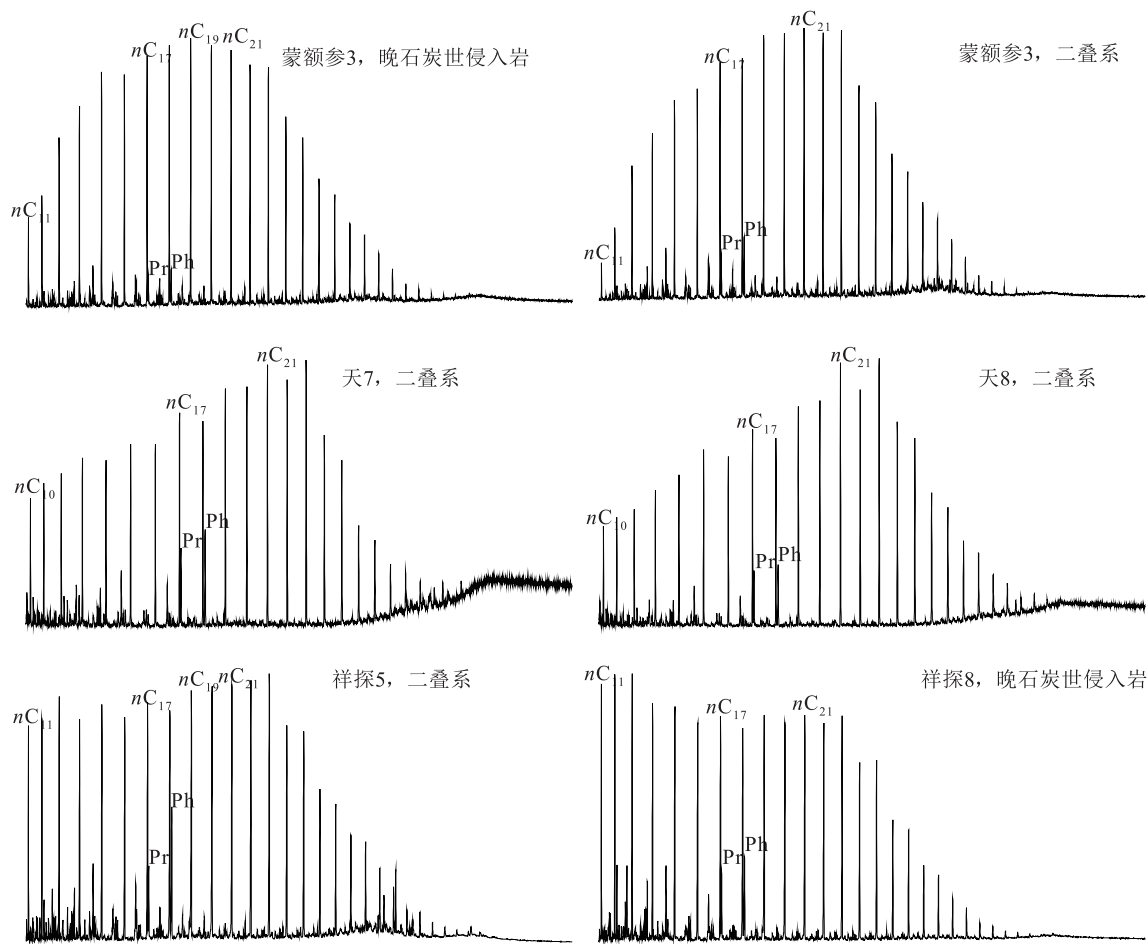 nC₁₇ nC₁₉ nC₂₁
蒙额参3，晚石炭世侵入岩
nC₁₁
Pr Ph
nC₂₁
蒙额参3，二叠系
nC₁₇
nC₁₁
Pr Ph
nC₂₁
天7，二叠系
nC₁₇
nC₁₀
Pr Ph
nC₂₁
天8，二叠系
nC₁₇
nC₁₀
Pr Ph
nC₁₇ nC₁₉ nC₂₁
祥探5，二叠系
nC₁₁
Ph
Pr
nC₁₁
祥探8，晚石炭世侵入岩
nC₁₇ nC₂₁
Pr Ph